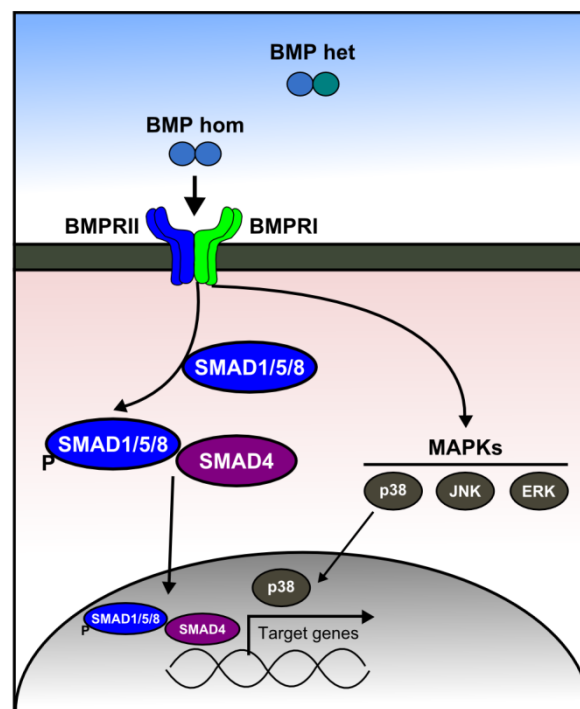 BMP het
BMP hom
BMPRII
BMPRI
SMAD1/5/8
SMAD1/5/8
P
SMAD4
MAPKs
p38
JNK
ERK
p38
SMAD1/5/8
P
SMAD4
Target genes